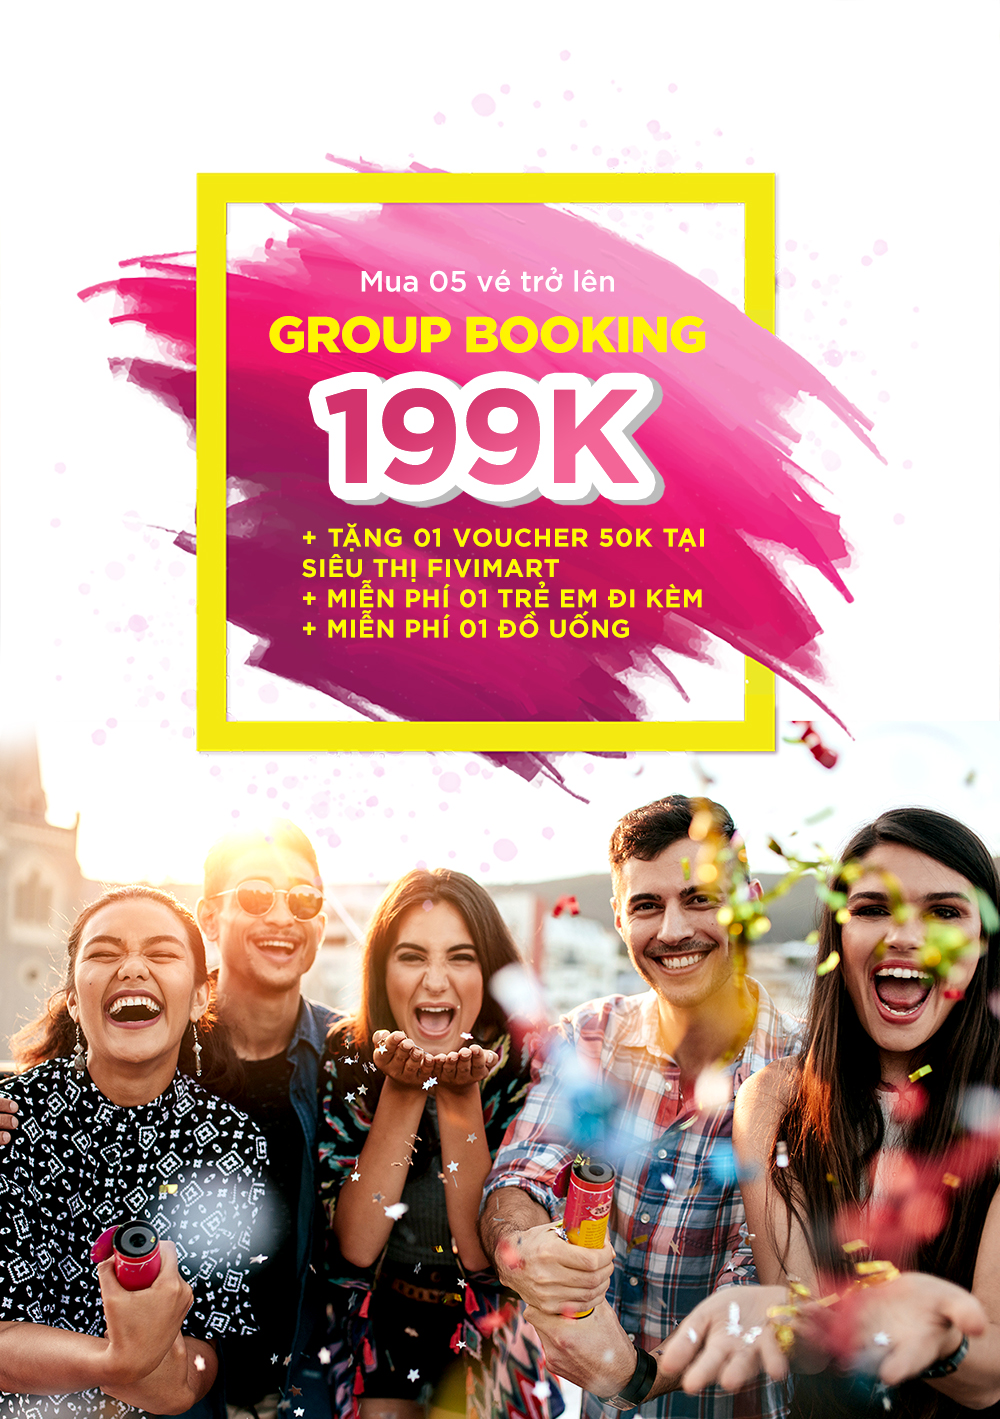 Mua 05 vé trở lên
GROUP BOOKING
199K
+ TẶNG 01 VOUCHER 50K TẠI
SIÊU THỊ FIVIMART
+ MIỄN PHÍ 01 TRẺ EM ĐI KÈM
+ MIỄN PHÍ 01 ĐỒ UỐNG